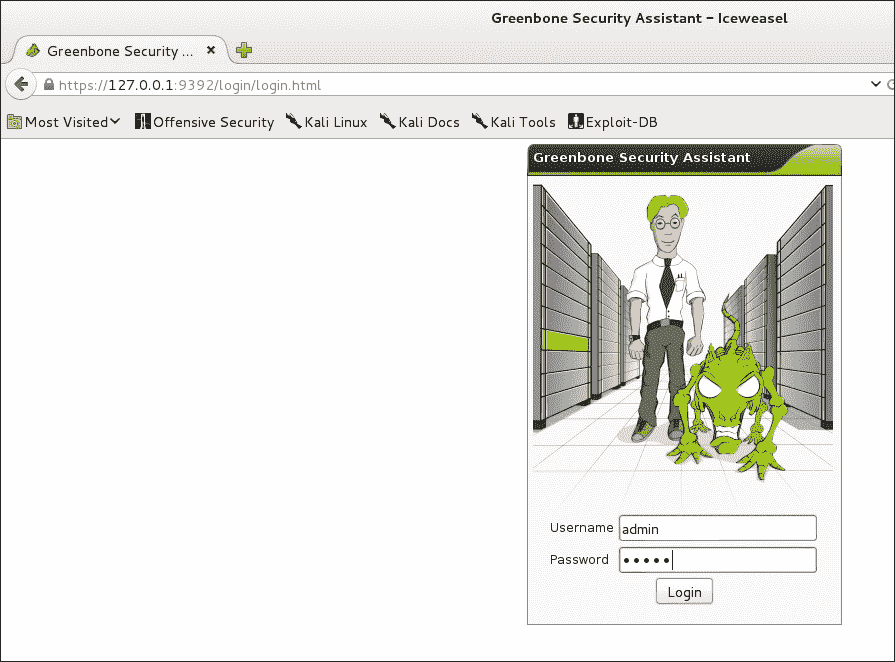 Greenbone Security Assistant - Iceweasel
Greenbone Security ...
https://127.0.0.1:9392/login/login.html
Most Visited Offensive Security Kali Linux Kali Docs Kali Tools Exploit-DB
Greenbone Security Assistant
Username admin
Password •••••
Login